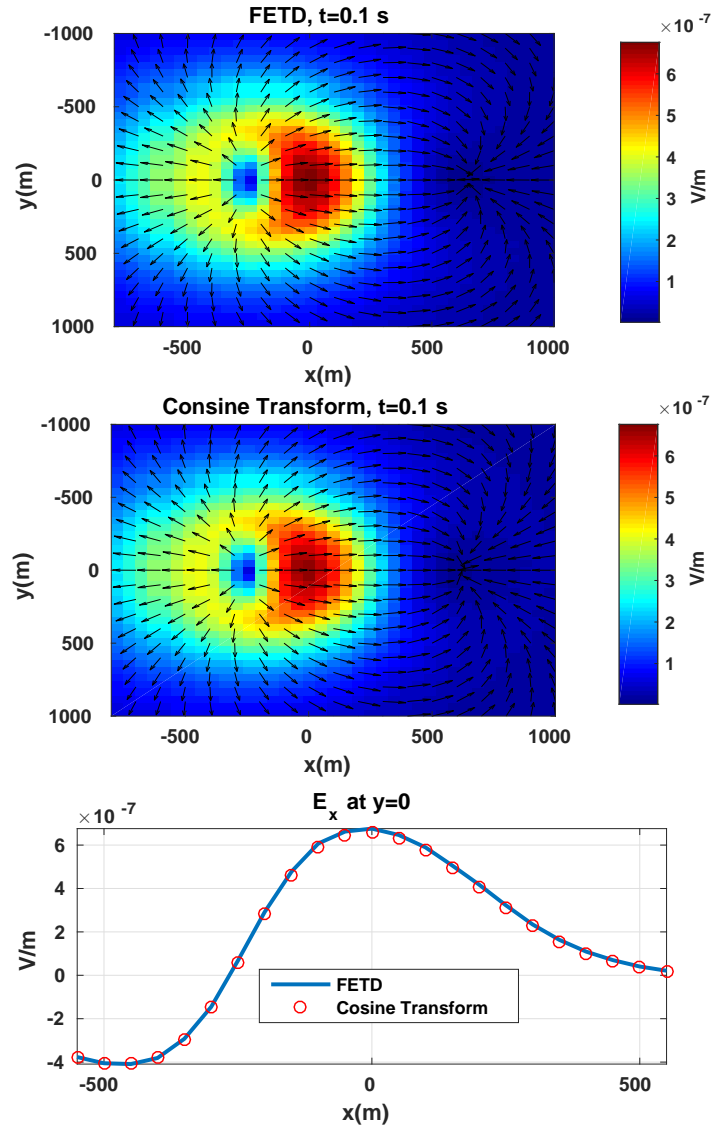 FETD, t=0.1 s
× 10 -7
-1000
-500
0
500
1000
y(m)
-500
0
500
1000
x(m)
6
5
4
3
2
1
V/m
Consine Transform, t=0.1 s
× 10 -7
-1000
-500
0
500
1000
y(m)
-500
0
500
1000
x(m)
6
5
4
3
2
1
V/m
E_x at y=0
× 10 -7
6
4
2
0
-2
-4
V/m
FETD
Cosine Transform
-500
0
500
x(m)